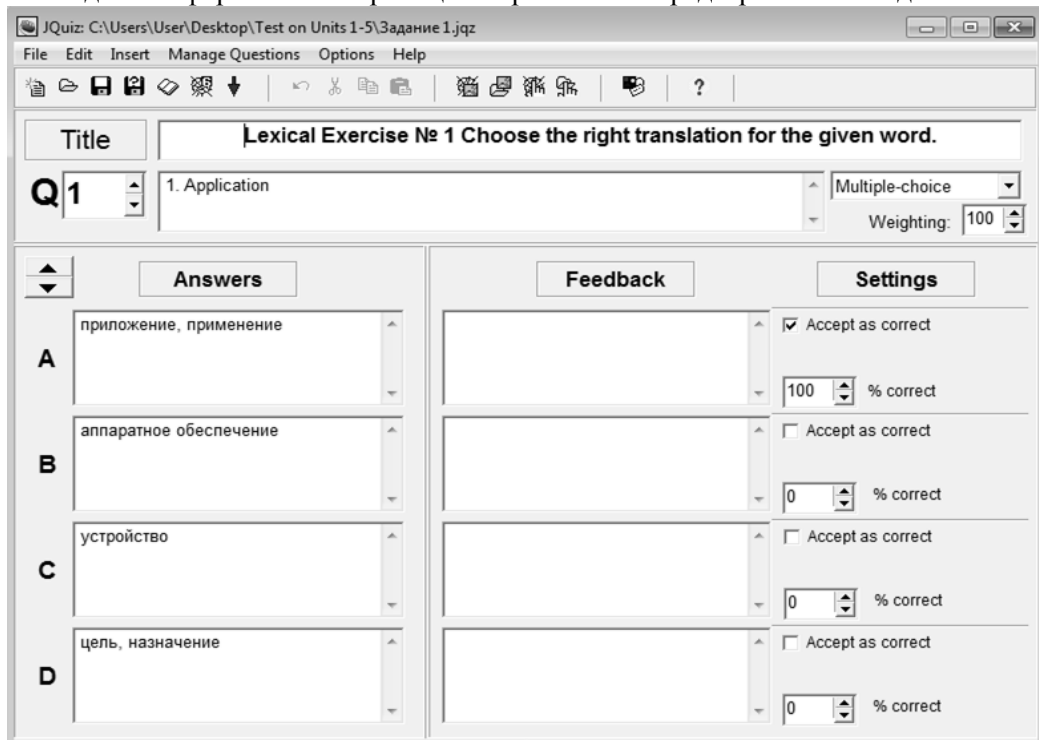 JQuiz: C:\Users\User\Desktop\Test on Units 1-5\Задание 1.jqz
File Edit Insert Manage Questions Options Help
?
Title
Lexical Exercise № 1 Choose the right translation for the given word.
Q 1
1. Application
Multiple-choice
Weighting: 100
Answers
Feedback
Settings
A
приложение, применение
Accept as correct
100 % correct
B
аппаратное обеспечение
Accept as correct
0 % correct
C
устройство
Accept as correct
0 % correct
D
цель, назначение
Accept as correct
0 % correct